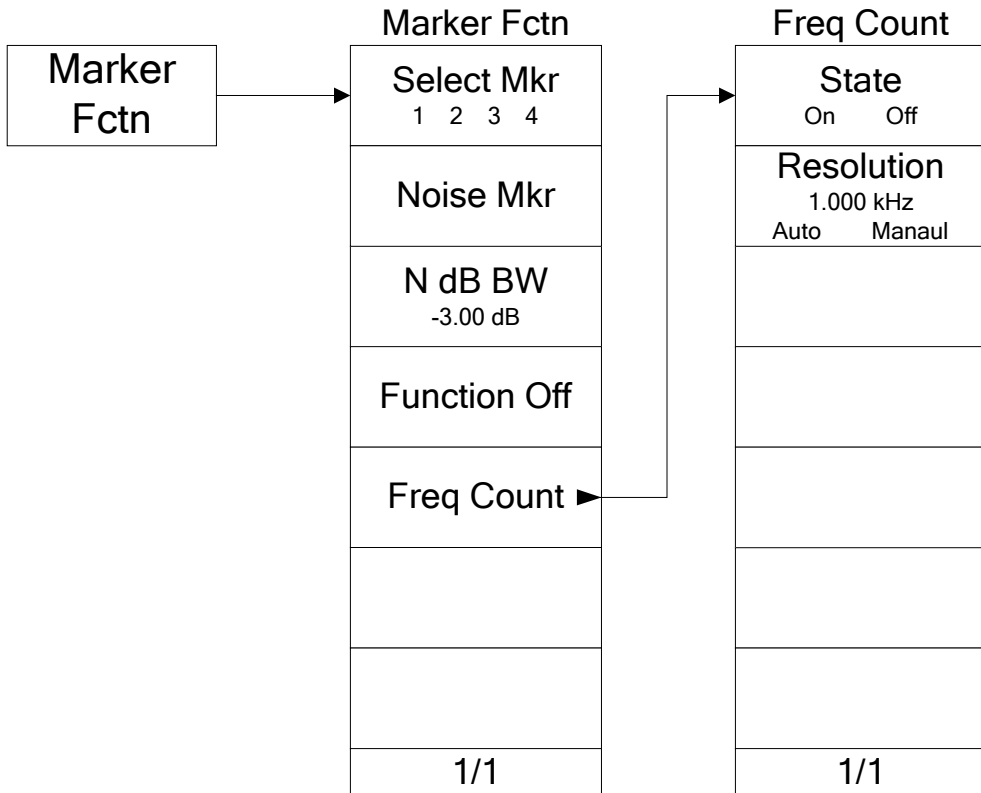 Marker
Fctn
Marker Fctn
Select Mkr
1 2 3 4
Noise Mkr
N dB BW
-3.00 dB
Function Off
Freq Count
1/1
Freq Count
State
On Off
Resolution
1.000 kHz
Auto Manaul
1/1